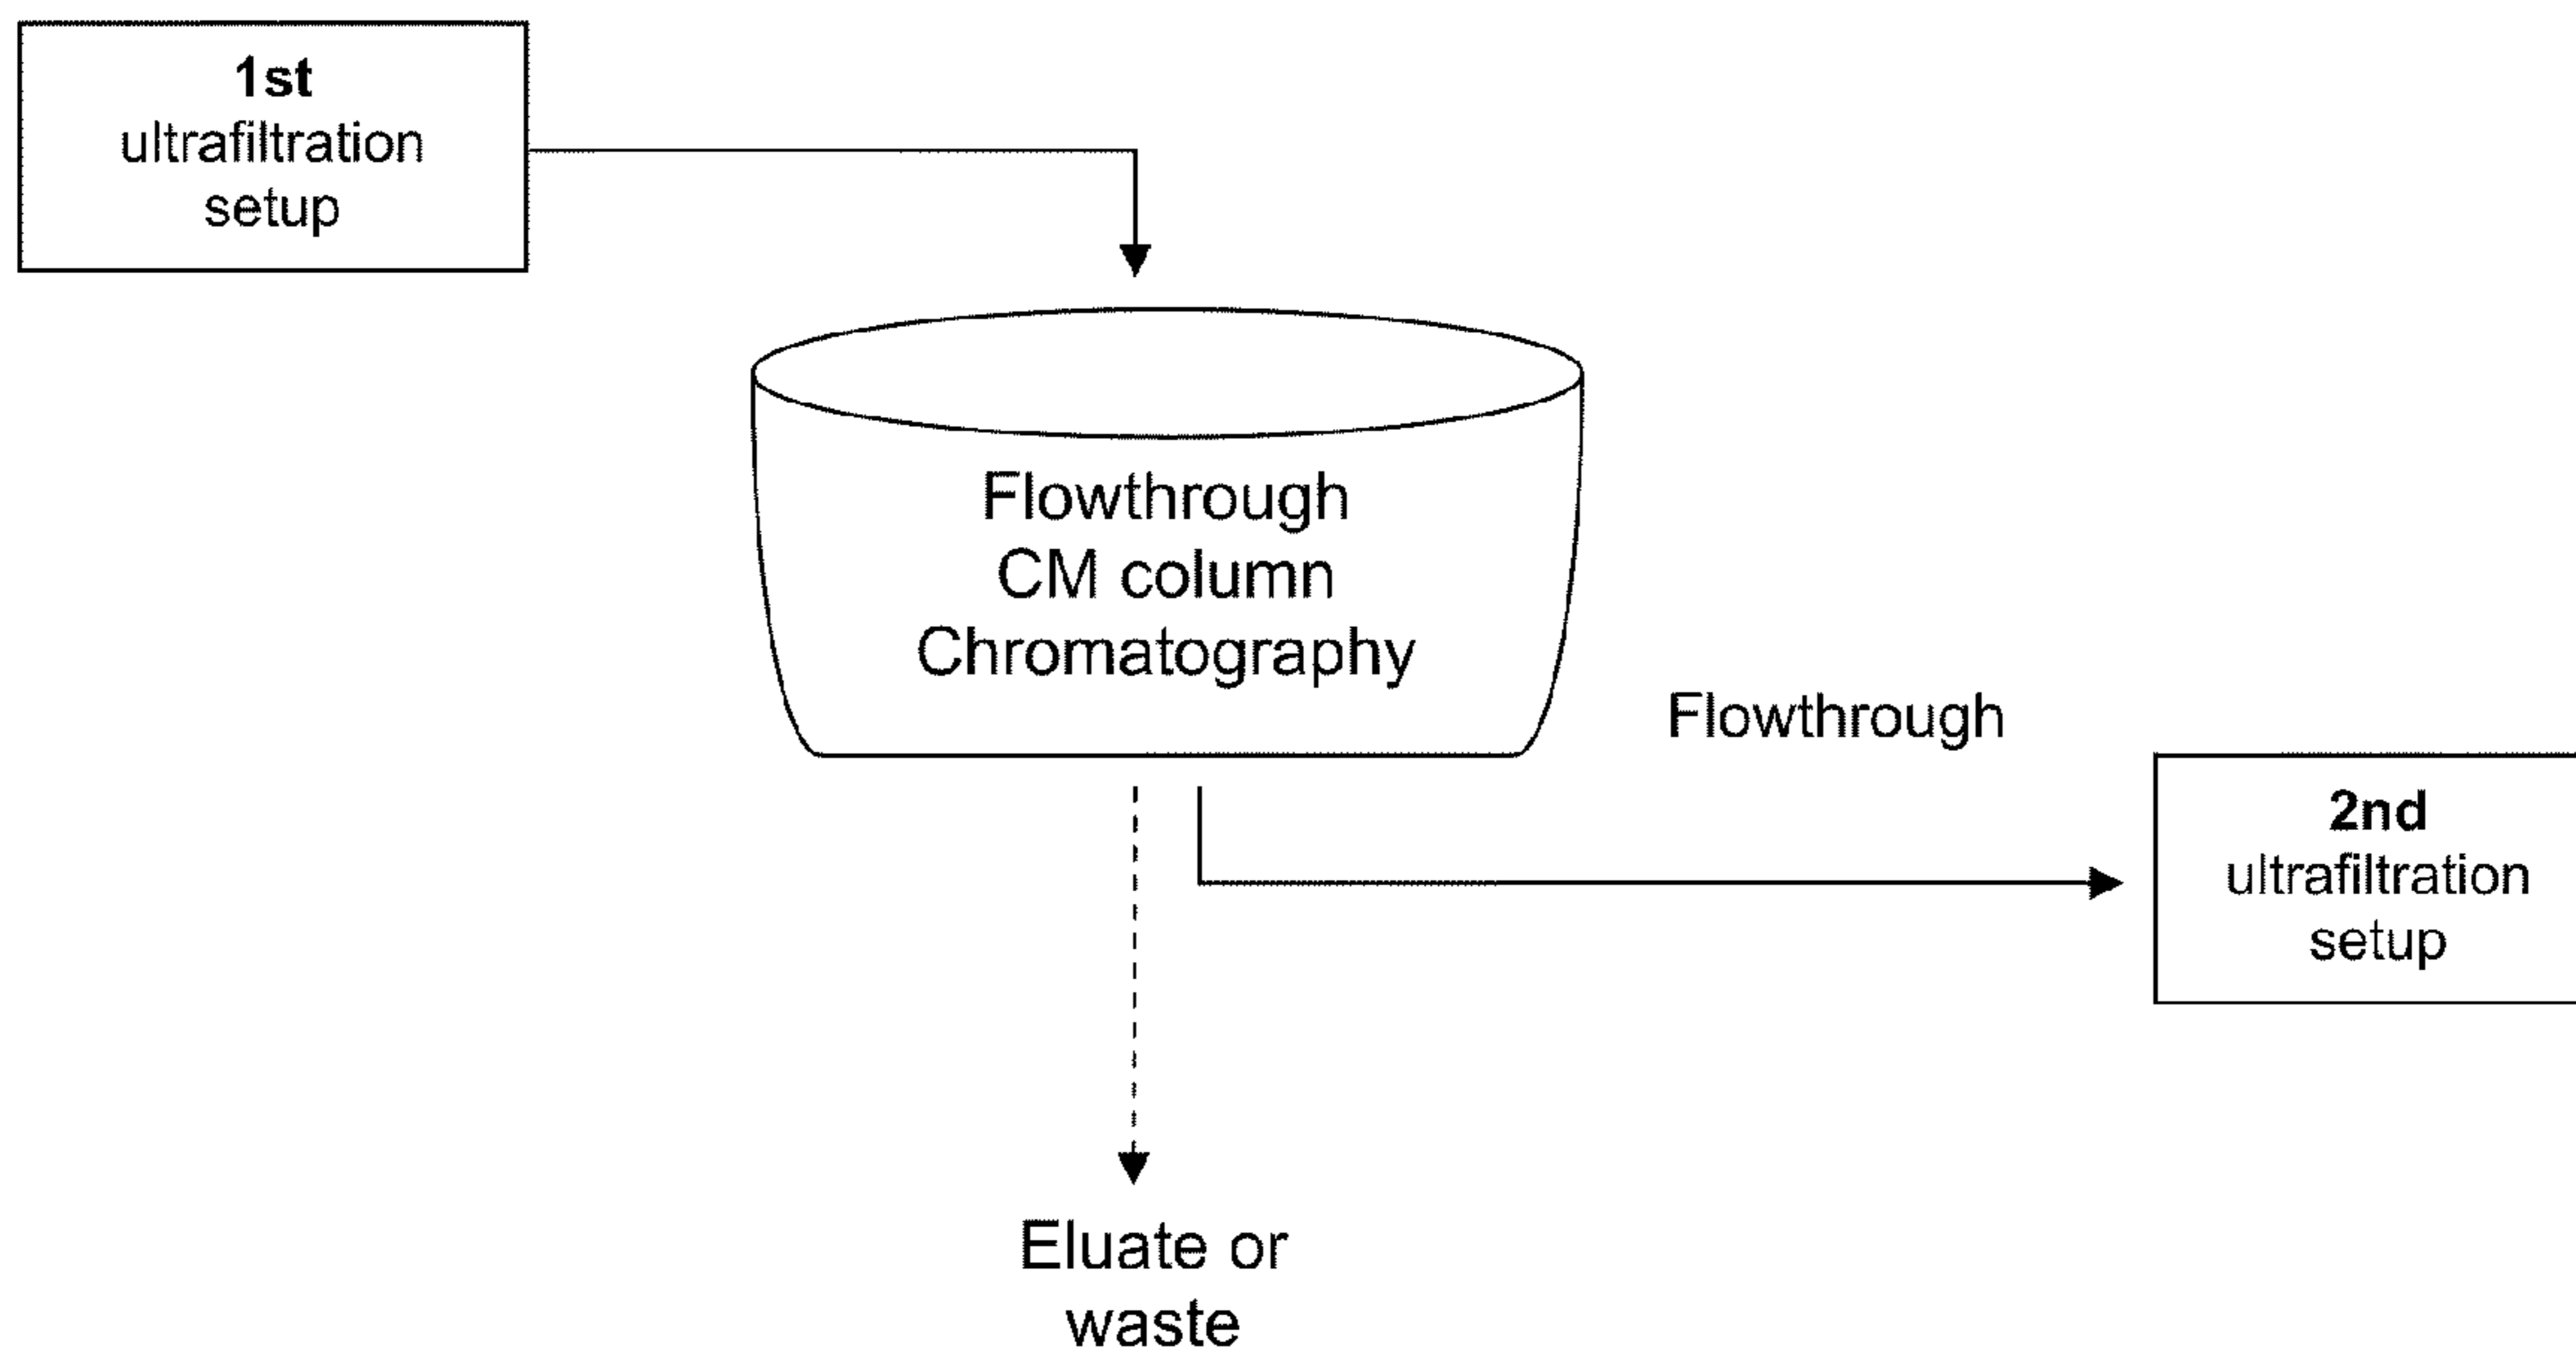 1st
ultrafiltration
setup
Flowthrough
CM column
Chromatography
Flowthrough
2nd
ultrafiltration
setup
Eluate or
waste